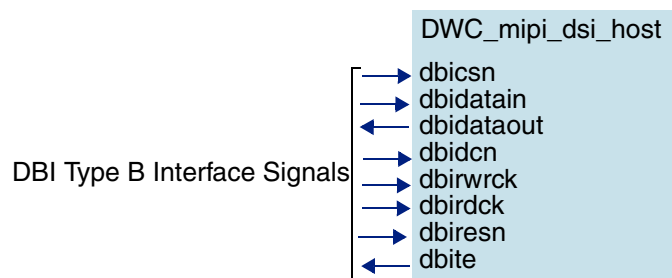 DWC_mipi_dsi_host
dbicsn
dbidatain
dbidataout
dbidcn
DBI Type B Interface Signals
dbirwrck
dbirdck
dbiresn
dbite